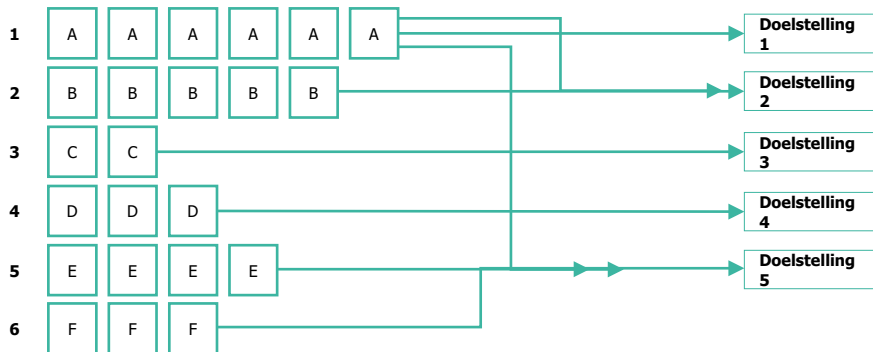 1 A A A A A A Doelstelling
1
2 B B B B B Doelstelling
2
3 C C Doelstelling
3
4 D D D Doelstelling
4
5 E E E E Doelstelling
5
6 F F F